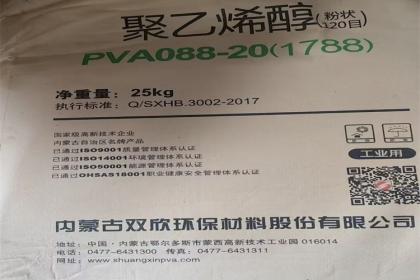 聚乙烯醇(粉状 120目)
PVA088-20(1788)
净重量：25kg
执行标准：Q/SXHB.3002-2017
国家级高新技术企业
内蒙古自治区名牌产品
已通过ISO9001质量管理体系认证
已通过ISO14001环境管理体系认证
已通过ISO50001能源管理体系认证
已通过OHSAS18001职业健康安全管理体系认证
工业用
内蒙古双欣环保材料股份有限公司
地址：中国·内蒙古鄂尔多斯市蒙西高新技术工业园 016014
电话：0477-6431300 传真：0477-6431311
网址：www.shuangxinpva.com